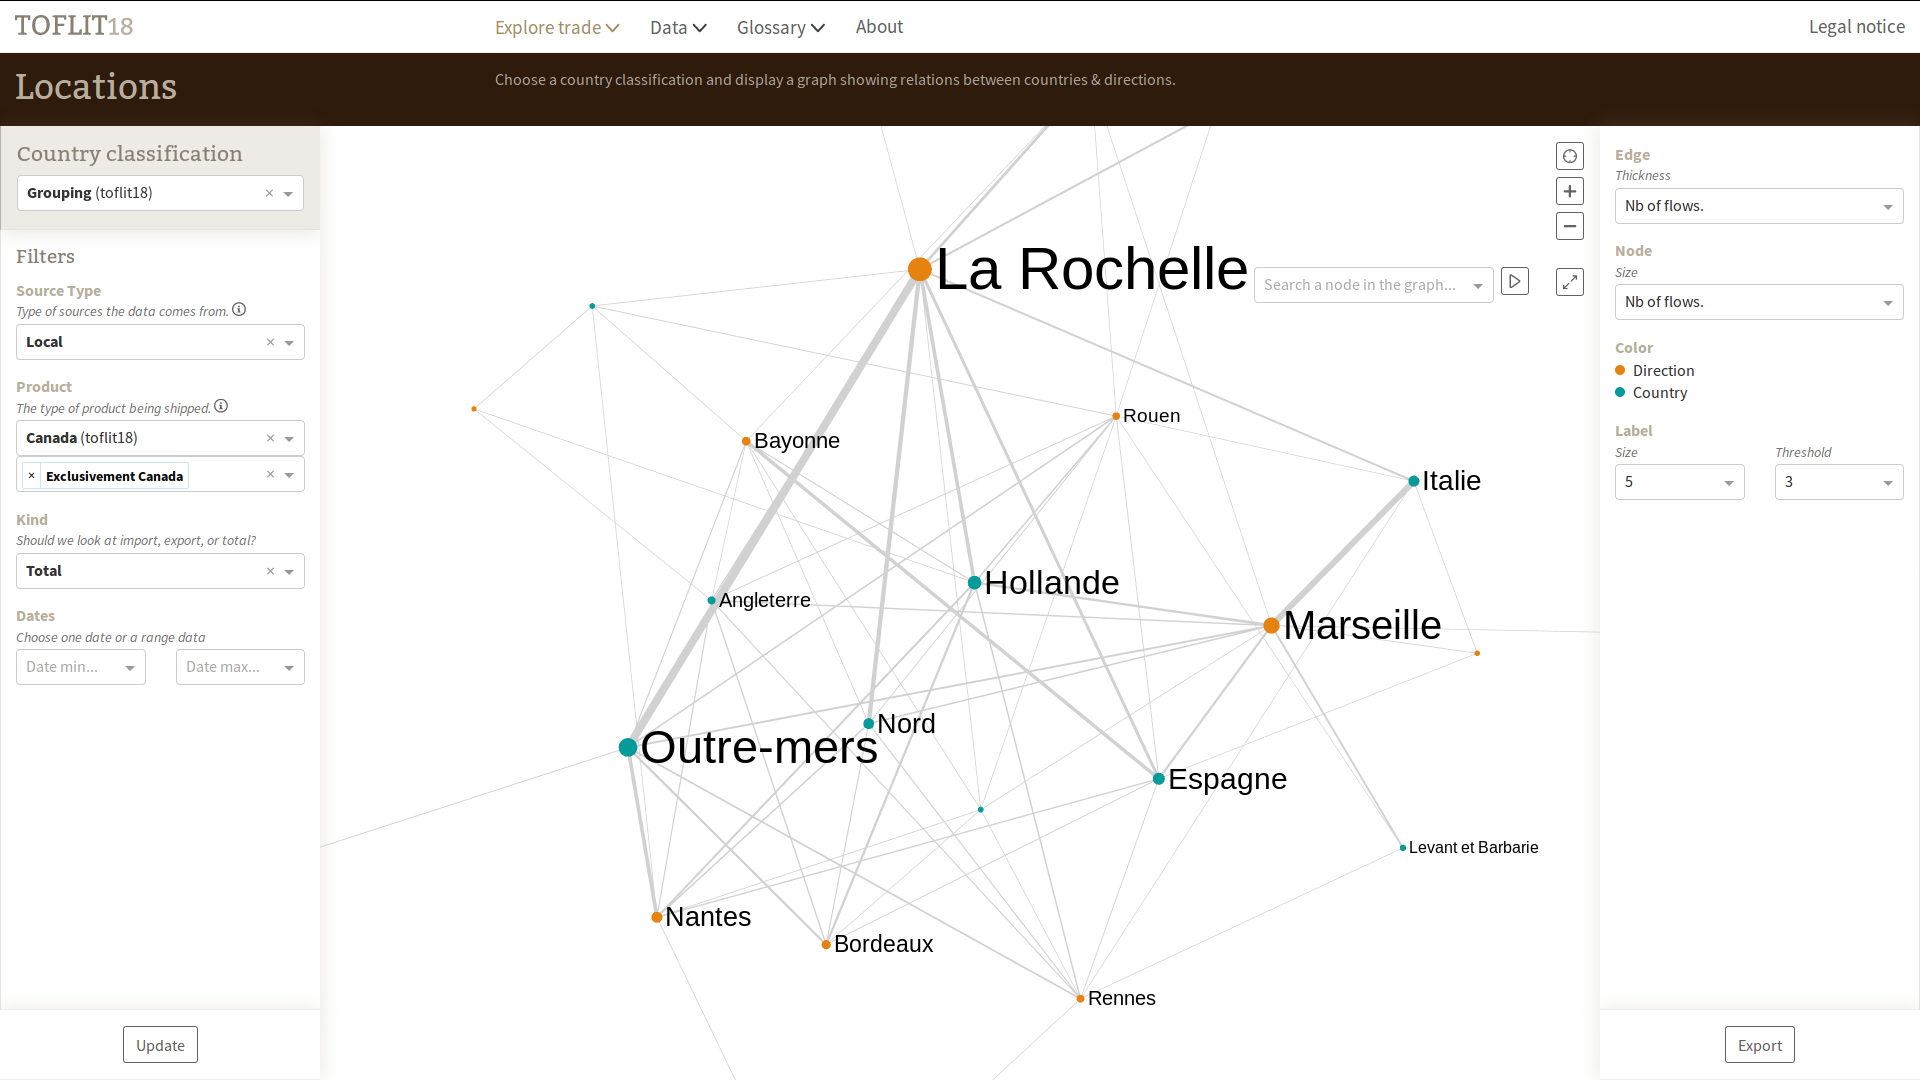 TOFLIT18
Explore trade
Data
Glossary
About
Legal notice
Locations
Choose a country classification and display a graph showing relations between countries & directions.
Country classification
Grouping (toflit18)
Filters
Source Type
Type of sources the data comes from.
Local
Product
The type of product being shipped.
Canada (toflit18)
× Exclusivement Canada
Kind
Should we look at import, export, or total?
Total
Dates
Choose one date or a range data
Date min...
Date max...
Update
La Rochelle
Search a node in the graph...
Rouen
Bayonne
Italie
Hollande
Angleterre
Marseille
Nord
Outre-mers
Espagne
Levant et Barbarie
Nantes
Bordeaux
Rennes
Edge
Thickness
Nb of flows.
Node
Size
Nb of flows.
Color
Direction
Country
Label
Size
Threshold
5
3
Export